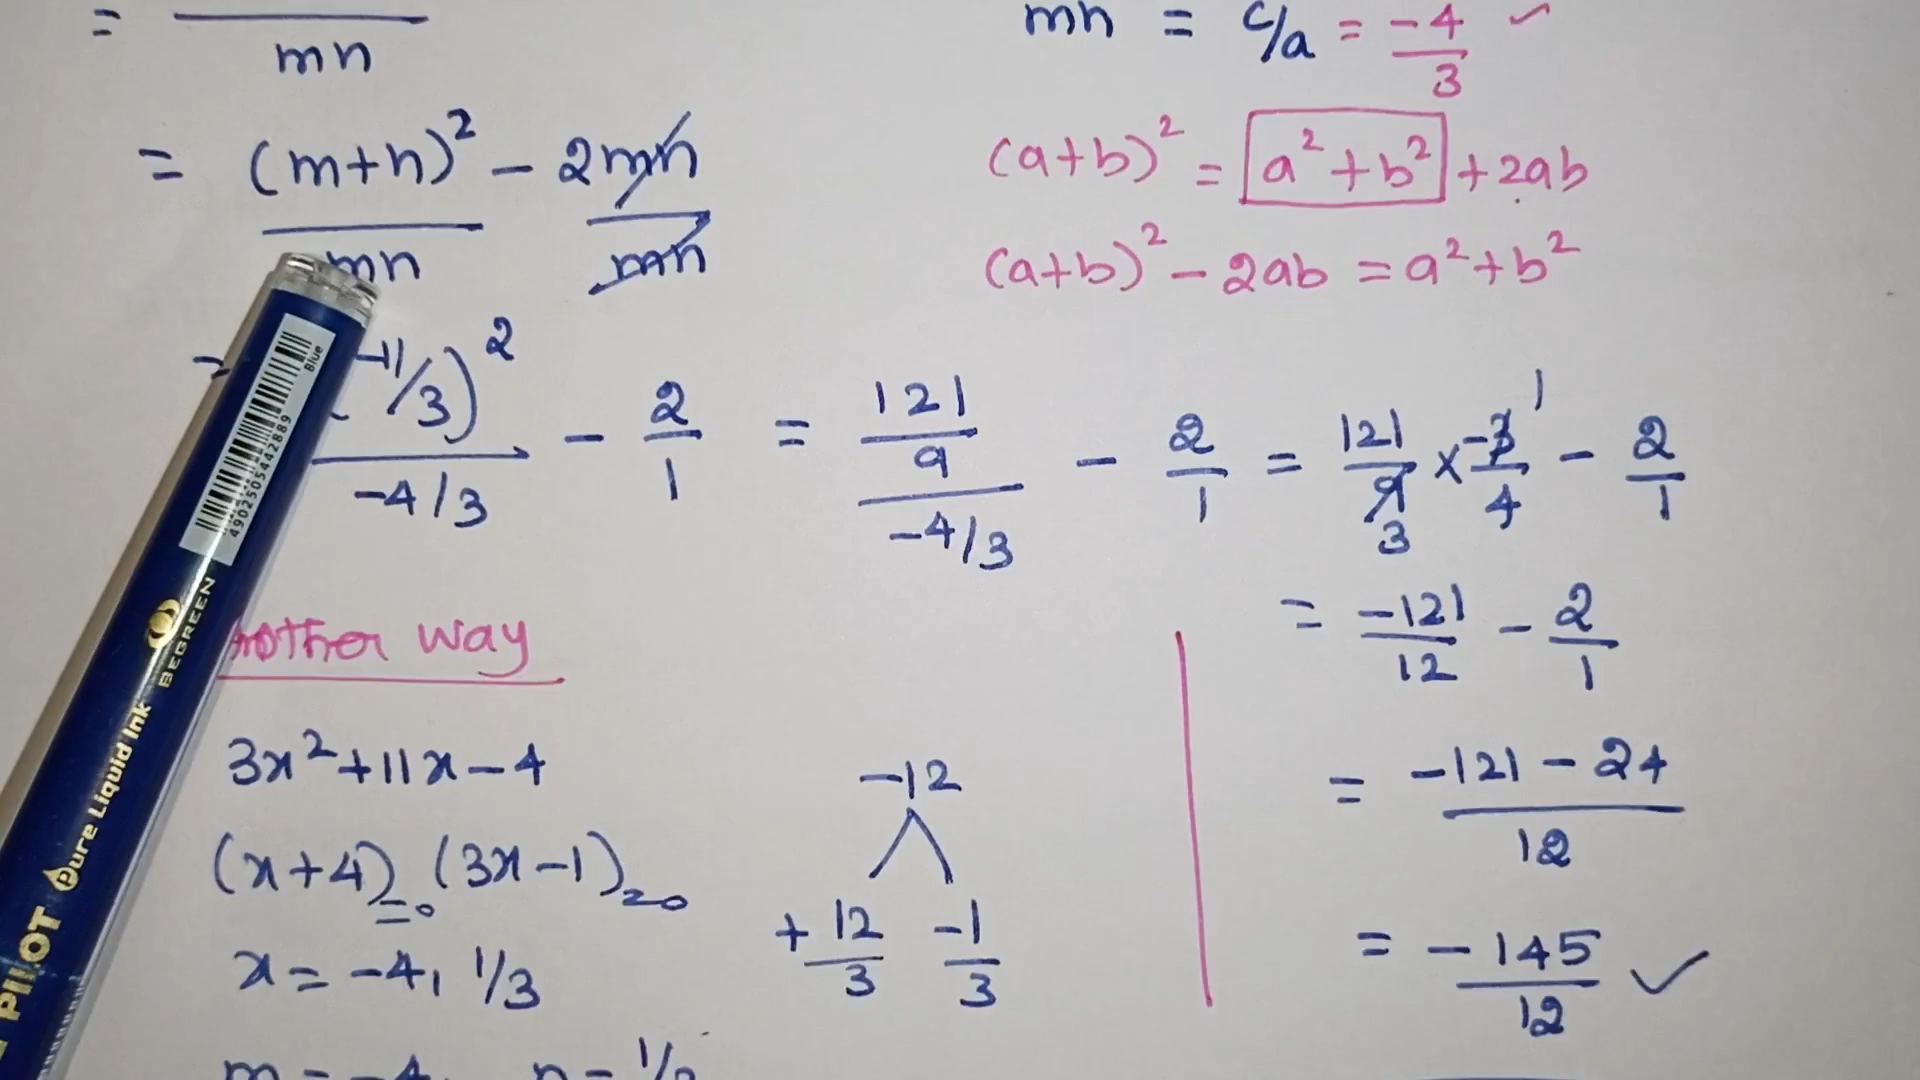 =
mn
mn = c/a = -4/3 ✓
= (m+n)² / mn - 2mn / mn
(a+b)² = a²+b² + 2ab
(a+b)² - 2ab = a²+b²
(-11/3)² / -4/3 - 2/1 = 121/9 / -4/3 - 2/1 = 121/9 × -3/4 - 2/1
1
3
= -121/12 - 2/1
= -121 - 24 / 12
= -145/12 ✓
way
3x²+11x-4
(x+4)=0 (3x-1)=0
x = -4, 1/3
-12
+12/3 -1/3
PILOT Pure Liquid Ink BEGREEN
4902505442889
Blue